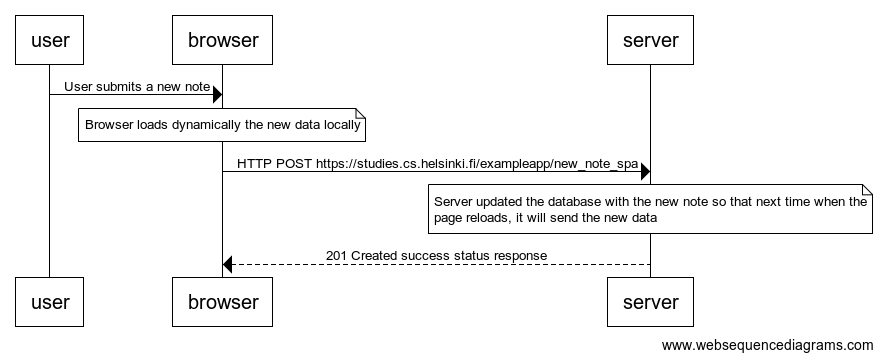 user browser server
User submits a new note
Browser loads dynamically the new data locally
HTTP POST https://studies.cs.helsinki.fi/exampleapp/new_note_spa
Server updated the database with the new note so that next time when the
page reloads, it will send the new data
201 Created success status response
user browser server
www.websequencediagrams.com